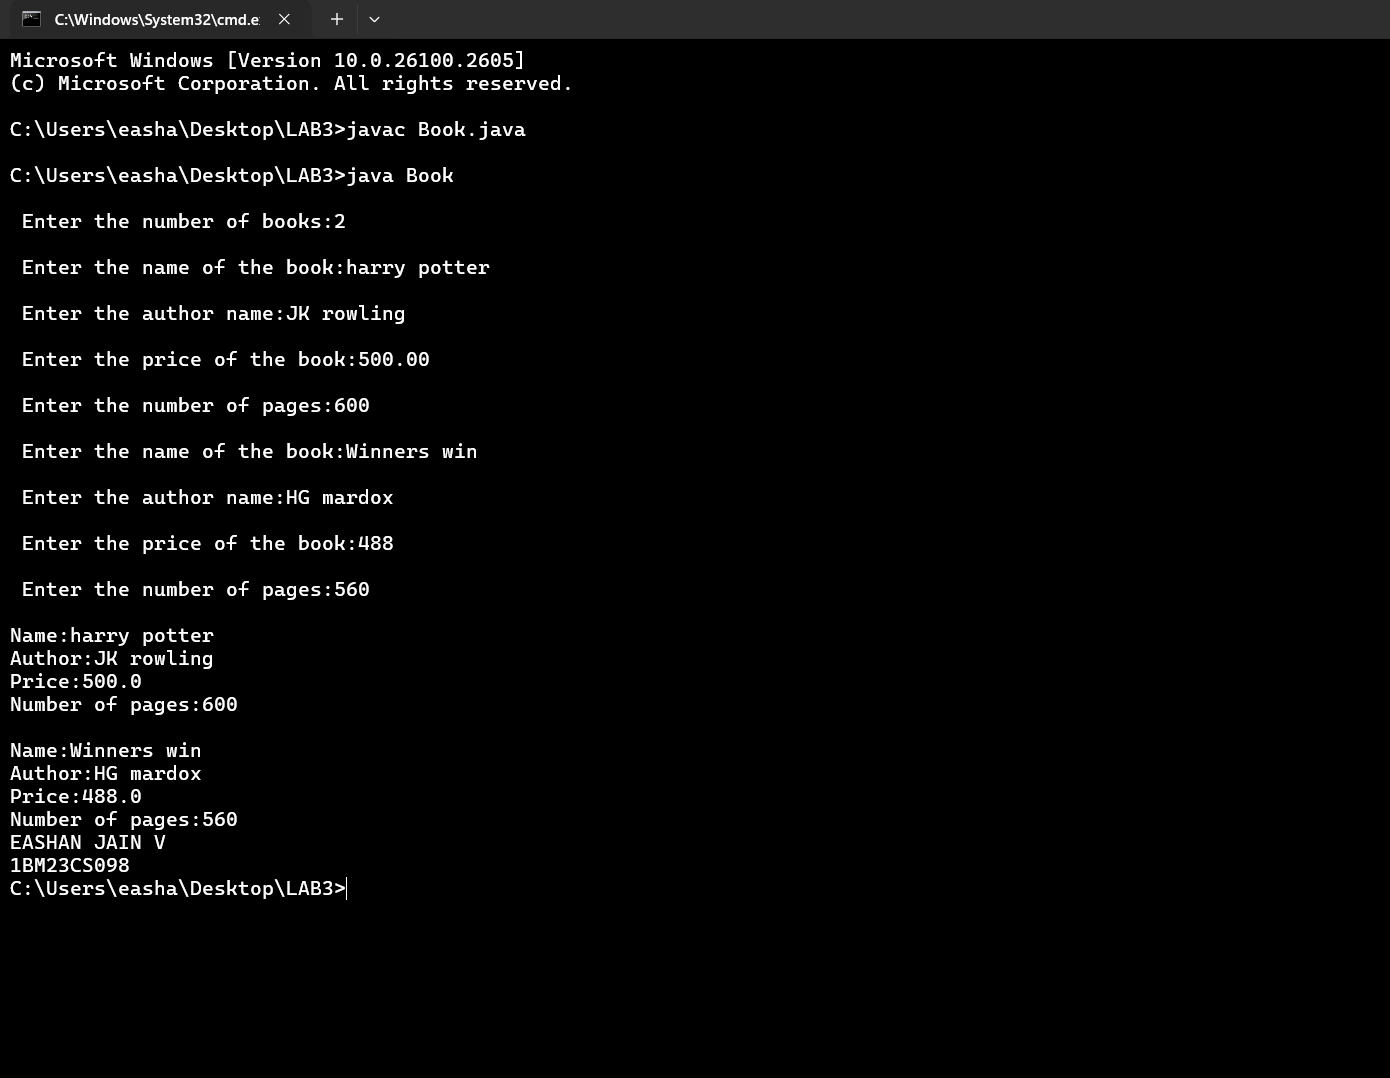 C:\Windows\System32\cmd.e
Microsoft Windows [Version 10.0.26100.2605]
(c) Microsoft Corporation. All rights reserved.
C:\Users\easha\Desktop\LAB3>javac Book.java
C:\Users\easha\Desktop\LAB3>java Book
Enter the number of books:2
Enter the name of the book:harry potter
Enter the author name:JK rowling
Enter the price of the book:500.00
Enter the number of pages:600
Enter the name of the book:Winners win
Enter the author name:HG mardox
Enter the price of the book:488
Enter the number of pages:560
Name:harry potter
Author:JK rowling
Price:500.0
Number of pages:600
Name:Winners win
Author:HG mardox
Price:488.0
Number of pages:560
EASHAN JAIN V
1BM23CS098
C:\Users\easha\Desktop\LAB3>